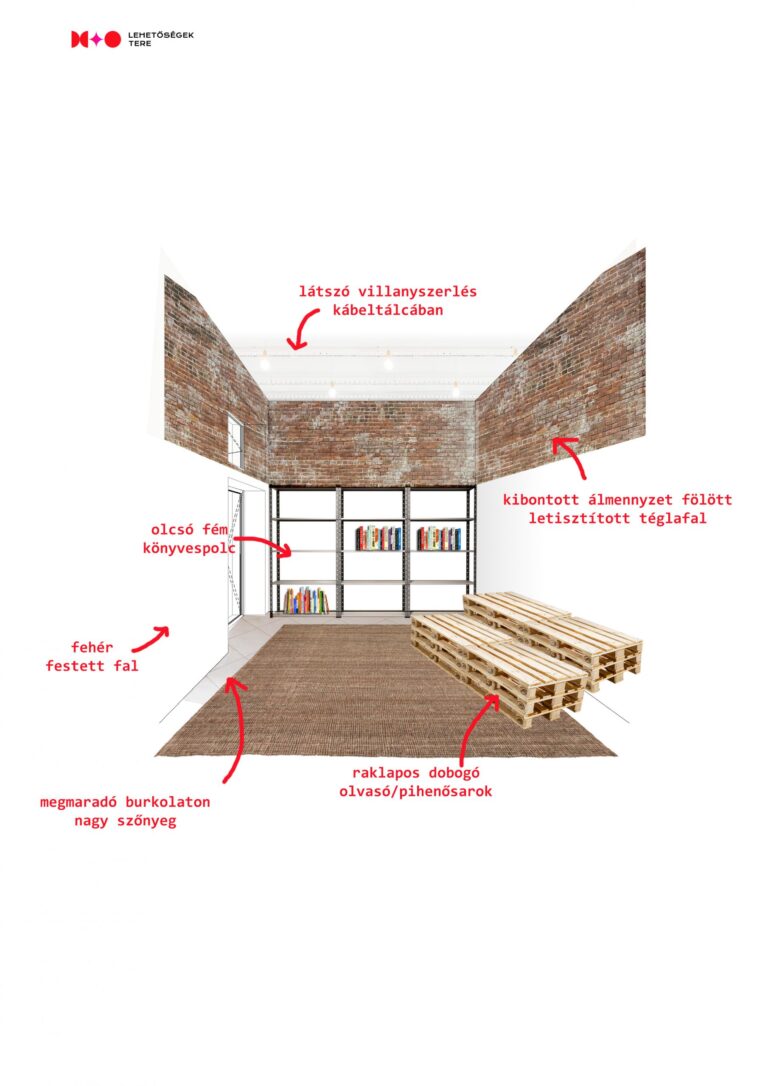 LEHETŐSÉGEK
TERE
látszó villanyszerlés
kábeltálcában
kibontott álmennyzet fölött
letisztított téglafal
olcsó fém
könyvespolc
fehér
festett fal
raklapos dobogó
olvasó/pihenősarok
megmaradó burkolaton
nagy szőnyeg